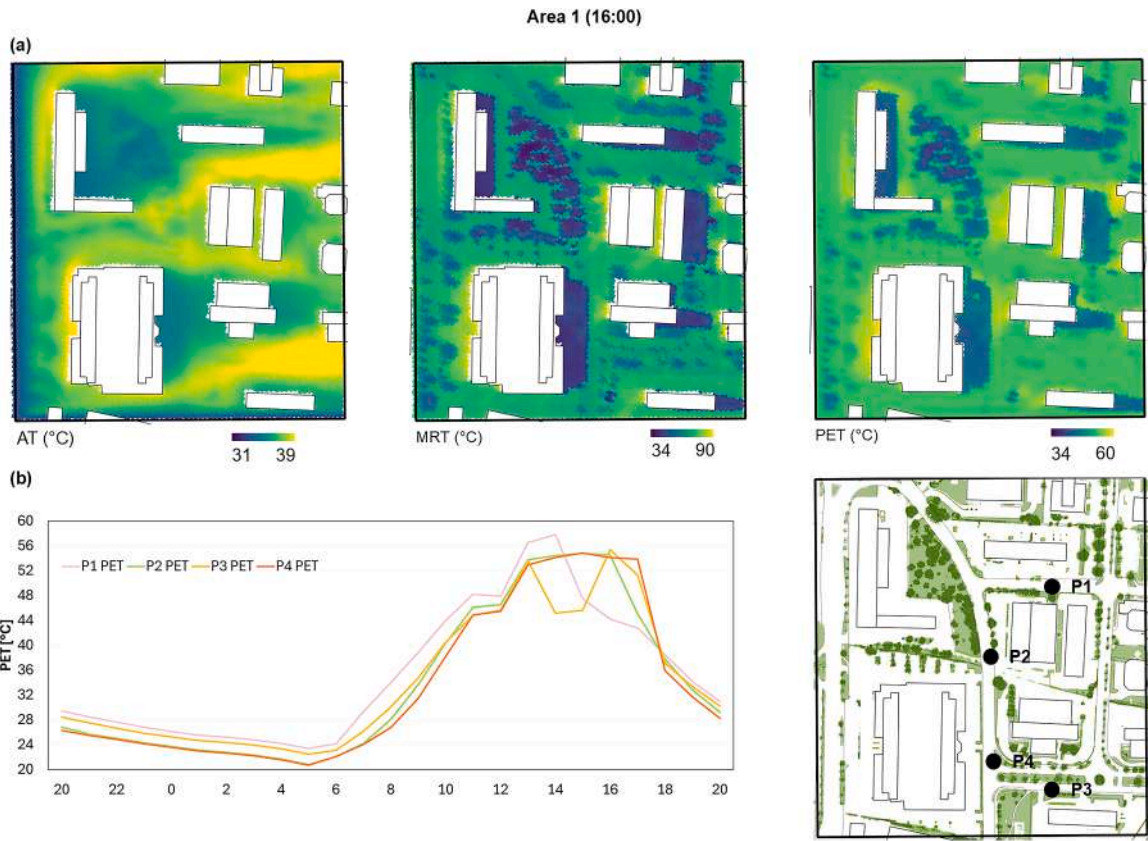 Area 1 (16:00)
(a)
AT (°C)
31 39
MRT (°C)
34 90
PET (°C)
34 60
(b)
60
56
52
48
44
40
36
32
28
24
20
PET [°C]
P1 PET P2 PET P3 PET P4 PET
20 22 0 2 4 6 8 10 12 14 16 18 20
P1
P2
P4
P3